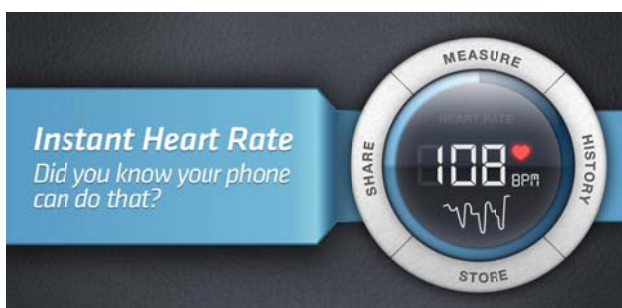 Instant Heart Rate
Did you know your phone
can do that?
MEASURE
HEART RATE
108
BPM
SHARE
HISTORY
STORE